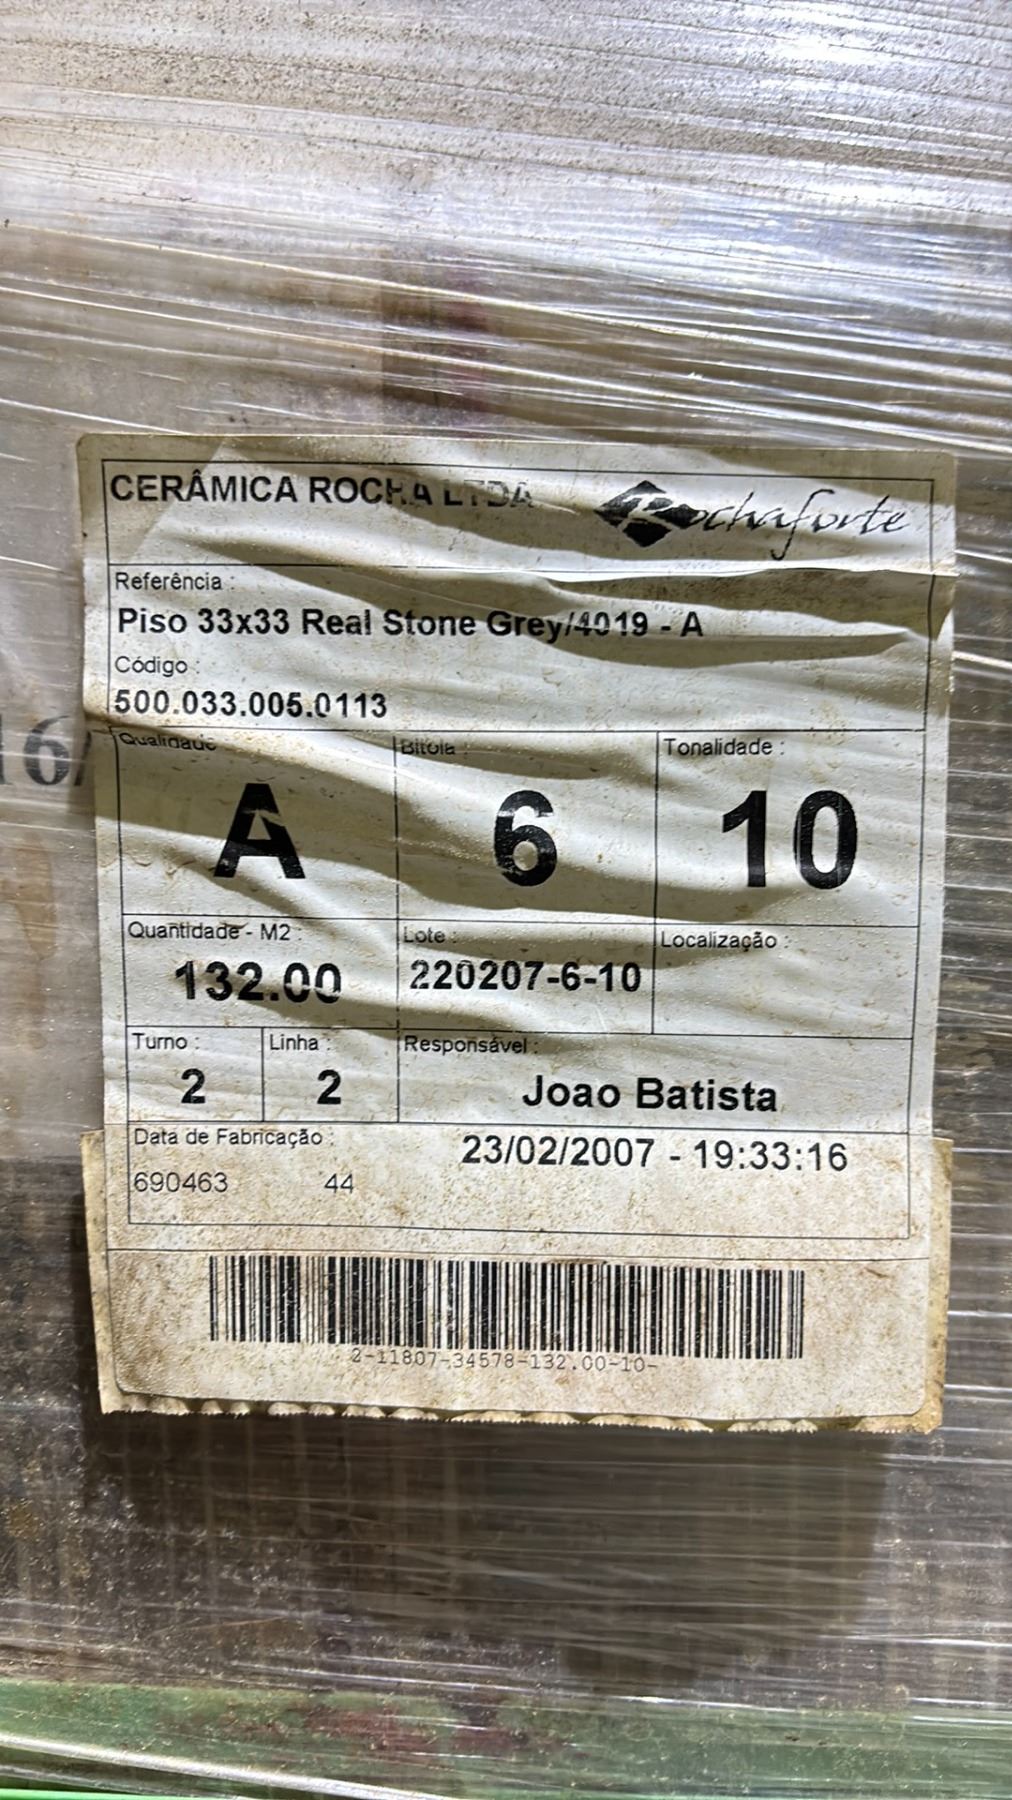 CERÂMICA ROCHA LTDA
Rochaforte
Referência :
Piso 33x33 Real Stone Grey/4019 - A
Código :
500.033.005.0113
16/
Qualidade
Bitola :
Tonalidade :
A
6
10
Quantidade - M2 :
Lote :
Localização :
132.00
220207-6-10
Turno :
Linha :
Responsável :
2
2
Joao Batista
Data de Fabricação :
23/02/2007 - 19:33:16
690463 44
2-11807-34578-132.00-10-